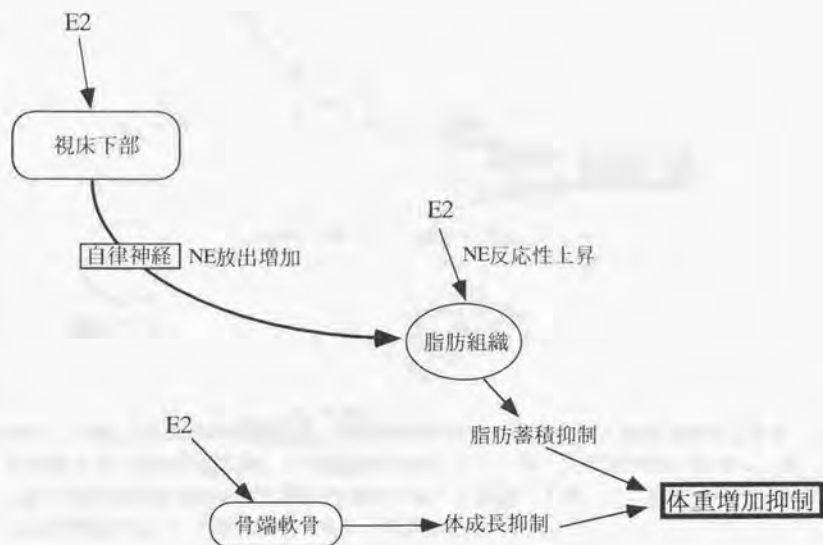 E2
視床下部
E2
自律神経 NE放出増加
NE反応性上昇
脂肪組織
E2
脂肪蓄積抑制
体重増加抑制
骨端軟骨
体成長抑制